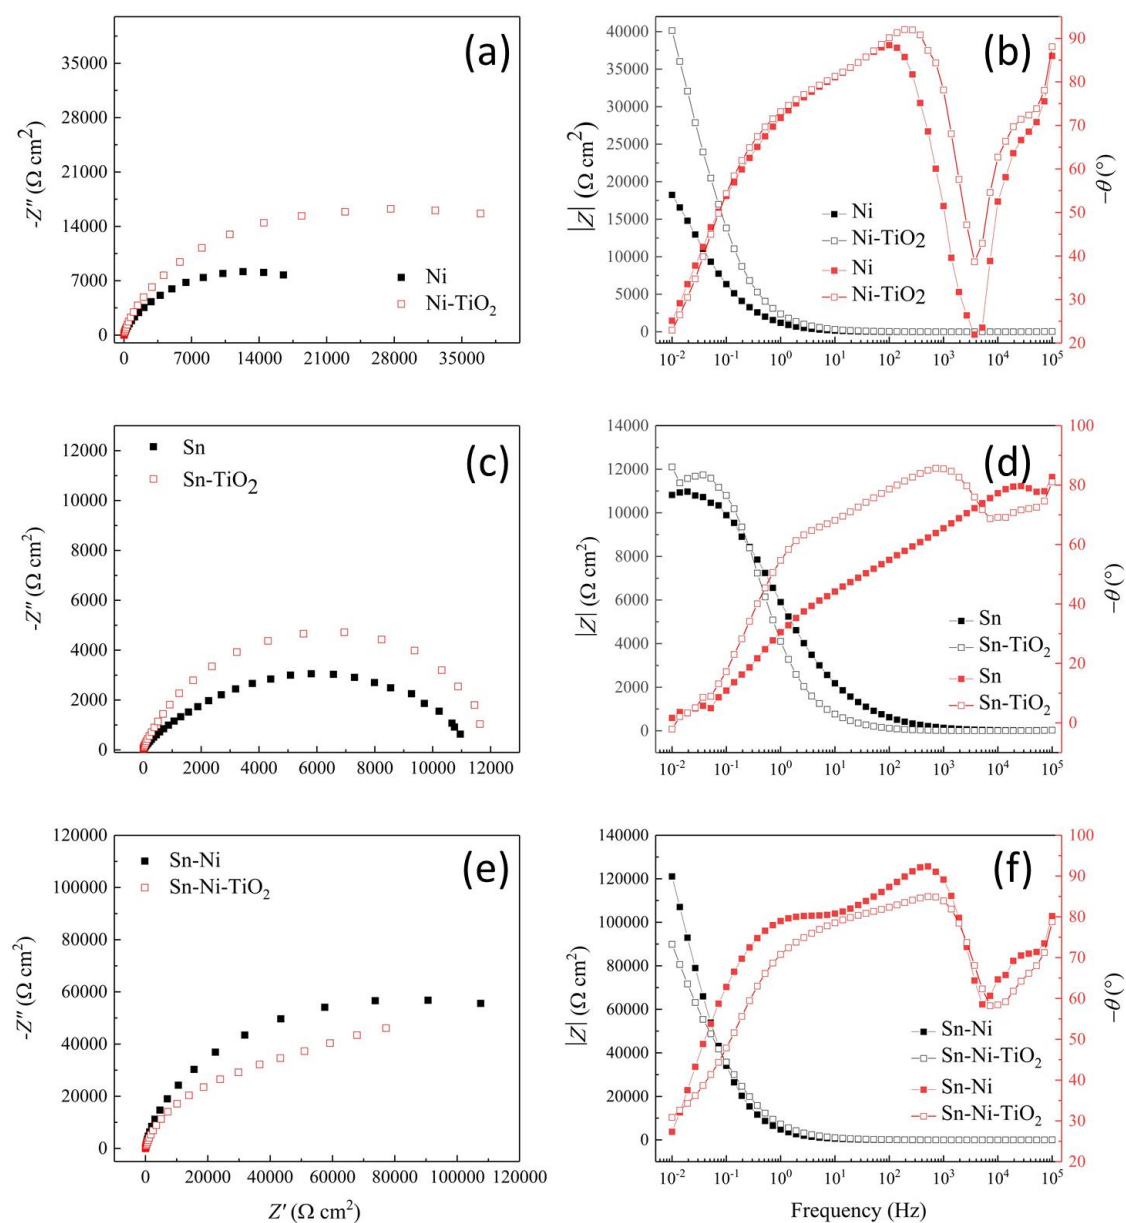 (a)
-Z″ (Ω cm²)
35000
28000
21000
14000
7000
0
Ni
Ni-TiO₂
0 7000 14000 21000 28000 35000
(b)
|Z| (Ω cm²)
40000
35000
30000
25000
20000
15000
10000
5000
0
Ni
Ni-TiO₂
Ni
Ni-TiO₂
90
80
70
60
50
40
30
20
-θ(°)
10⁻² 10⁻¹ 10⁰ 10¹ 10² 10³ 10⁴ 10⁵
(c)
-Z″ (Ω cm²)
12000
10000
8000
6000
4000
2000
0
Sn
Sn-TiO₂
0 2000 4000 6000 8000 10000 12000
(d)
|Z| (Ω cm²)
14000
12000
10000
8000
6000
4000
2000
0
Sn
Sn-TiO₂
Sn
Sn-TiO₂
100
80
60
40
20
0
-θ(°)
10⁻² 10⁻¹ 10⁰ 10¹ 10² 10³ 10⁴ 10⁵
(e)
-Z″ (Ω cm²)
120000
100000
80000
60000
40000
20000
0
Sn-Ni
Sn-Ni-TiO₂
0 20000 40000 60000 80000 100000 120000
Z′ (Ω cm²)
(f)
|Z| (Ω cm²)
140000
120000
100000
80000
60000
40000
20000
0
Sn-Ni
Sn-Ni-TiO₂
Sn-Ni
Sn-Ni-TiO₂
100
90
80
70
60
50
40
30
20
-θ(°)
10⁻² 10⁻¹ 10⁰ 10¹ 10² 10³ 10⁴ 10⁵
Frequency (Hz)